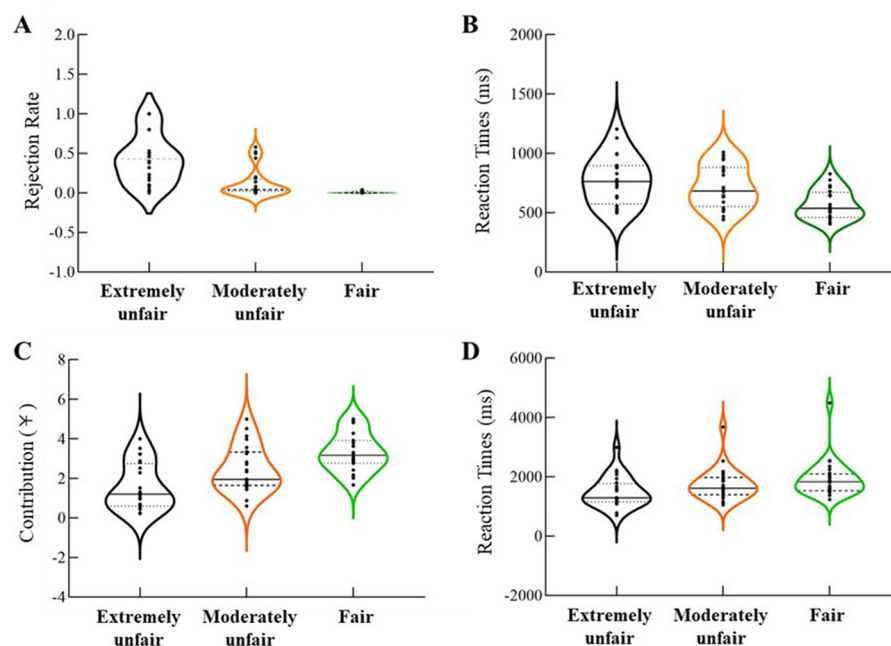 A
Rejection Rate
2.0
1.5
1.0
0.5
0.0
-0.5
-1.0
Extremely
unfair
Moderately
unfair
Fair
B
Reaction Times (ms)
2000
1500
1000
500
0
Extremely
unfair
Moderately
unfair
Fair
C
Contribution (¥)
8
6
4
2
0
-2
-4
Extremely
unfair
Moderately
unfair
Fair
D
Reaction Times (ms)
6000
4000
2000
0
-2000
Extremely
unfair
Moderately
unfair
Fair